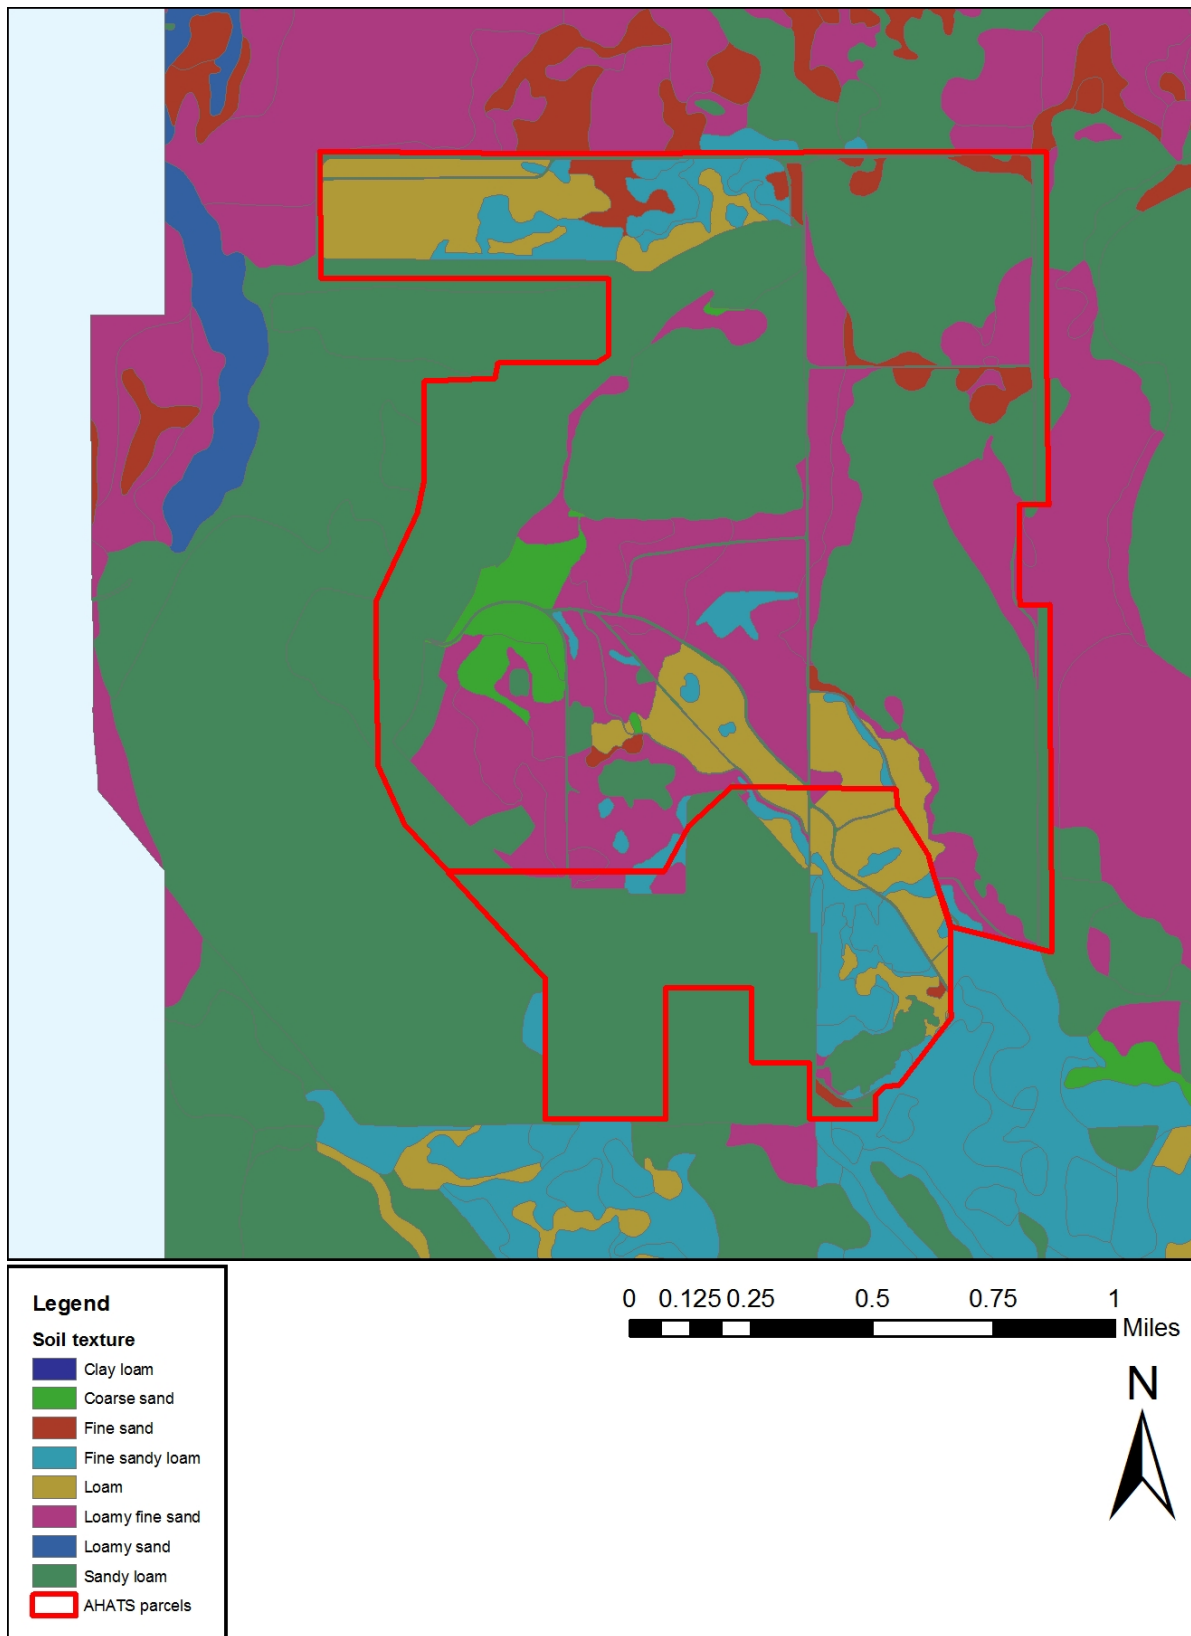 Legend
Soil texture
Clay loam
Coarse sand
Fine sand
Fine sandy loam
Loam
Loamy fine sand
Loamy sand
Sandy loam
AHATS parcels
0 0.125 0.25 0.5 0.75 1
Miles
N